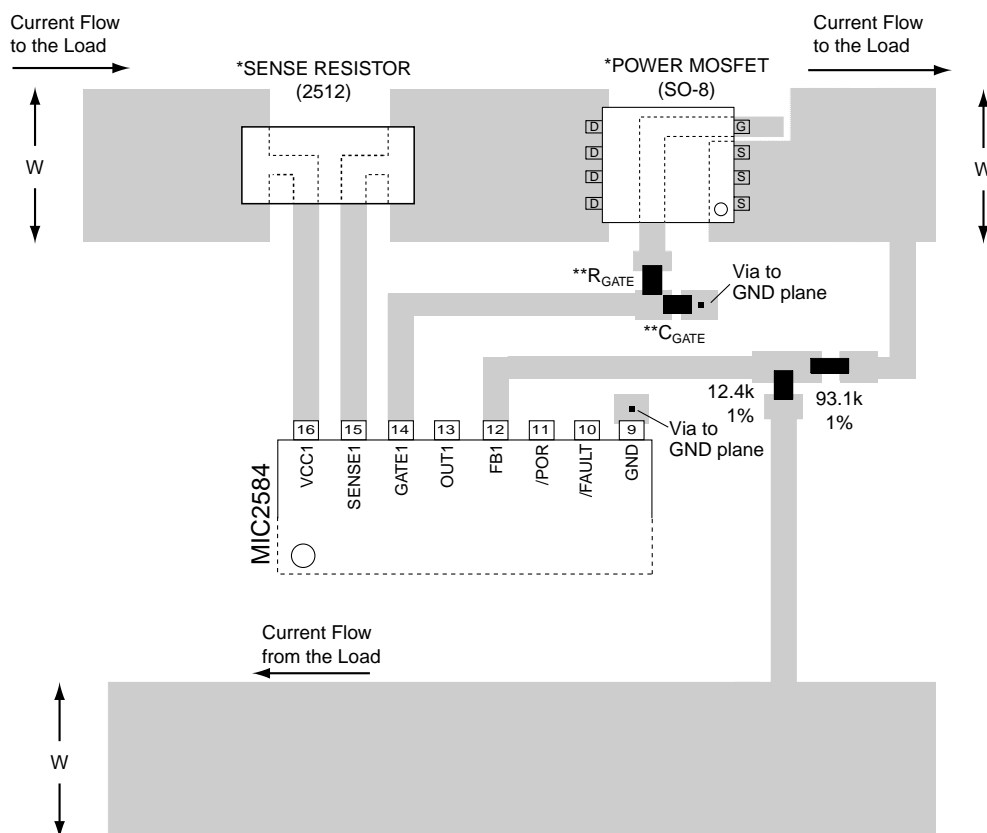 Current Flow
to the Load
Current Flow
to the Load
*SENSE RESISTOR
(2512)
*POWER MOSFET
(SO-8)
W
W
D
D
D
D
G
S
S
S
**RGATE
**CGATE
Via to
GND plane
12.4k
1%
93.1k
1%
Via to
GND plane
16
15
14
13
12
11
10
9
VCC1
SENSE1
GATE1
OUT1
FB1
/POR
/FAULT
GND
MIC2584
Current Flow
from the Load
W